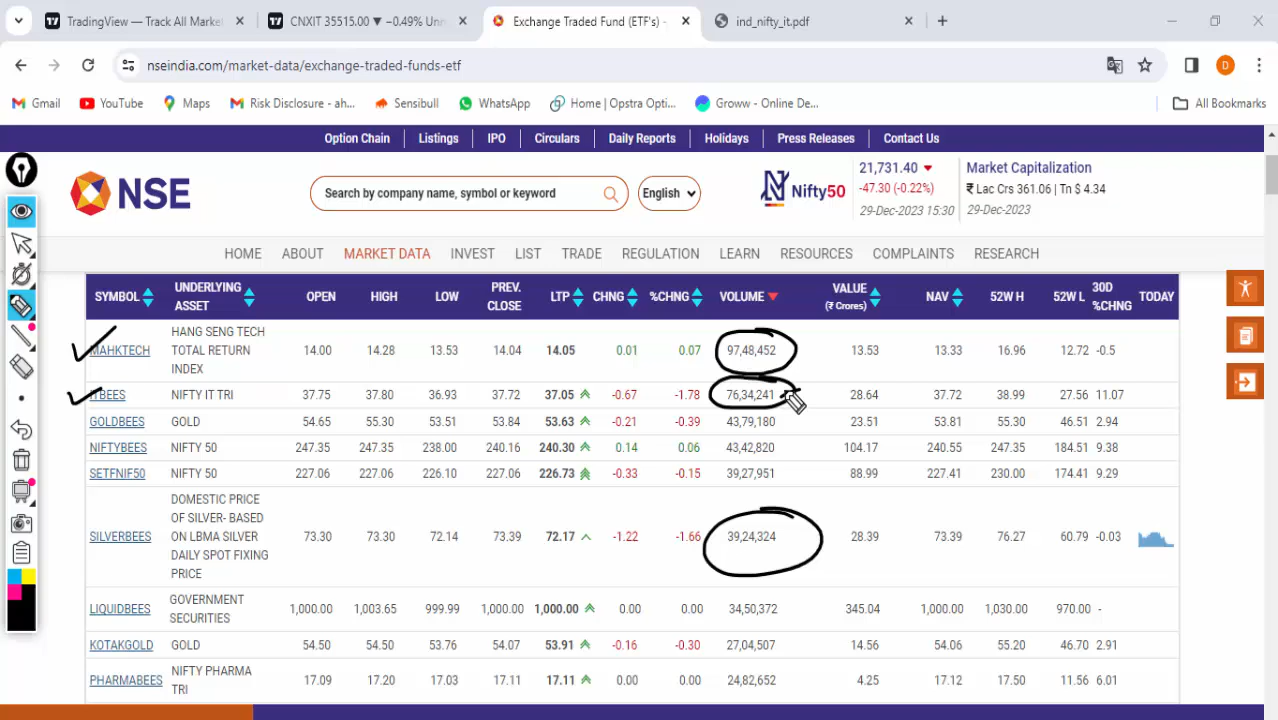 TradingView — Track All Market
CNXIT 35515.00 ▼ −0.49% Unn
Exchange Traded Fund (ETF's) -
ind_nifty_it.pdf
nseindia.com/market-data/exchange-traded-funds-etf
D
Gmail YouTube Maps Risk Disclosure - ah... Sensibull WhatsApp Home | Opstra Opti... Groww - Online De... All Bookmarks
Option Chain Listings IPO Circulars Daily Reports Holidays Press Releases Contact Us
NSE
Search by company name, symbol or keyword
English
Nifty50
21,731.40
-47.30 (-0.22%)
29-Dec-2023 15:30
Market Capitalization
₹ Lac Crs 361.06 | Tn $ 4.34
29-Dec-2023
HOME ABOUT MARKET DATA INVEST LIST TRADE REGULATION LEARN RESOURCES COMPLAINTS RESEARCH
SYMBOL UNDERLYING ASSET OPEN HIGH LOW PREV. CLOSE LTP CHNG %CHNG VOLUME VALUE (₹ Crores) NAV 52W H 52W L 30D %CHNG TODAY
MAHKTECH HANG SENG TECH TOTAL RETURN INDEX 14.00 14.28 13.53 14.04 14.05 0.01 0.07 97,48,452 13.53 13.33 16.96 12.72 -0.5
ITBEES NIFTY IT TRI 37.75 37.80 36.93 37.72 37.05 -0.67 -1.78 76,34,241 28.64 37.72 38.99 27.56 11.07
GOLDBEES GOLD 54.65 55.30 53.51 53.84 53.63 -0.21 -0.39 43,79,180 23.51 53.81 55.30 46.51 2.94
NIFTYBEES NIFTY 50 247.35 247.35 238.00 240.16 240.30 0.14 0.06 43,42,820 104.17 240.55 247.35 184.51 9.38
SETFNIF50 NIFTY 50 227.06 227.06 226.10 227.06 226.73 -0.33 -0.15 39,27,951 88.99 227.41 230.00 174.41 9.29
SILVERBEES DOMESTIC PRICE OF SILVER- BASED ON LBMA SILVER DAILY SPOT FIXING PRICE 73.30 73.30 72.14 73.39 72.17 -1.22 -1.66 39,24,324 28.39 73.39 76.27 60.79 -0.03
LIQUIDBEES GOVERNMENT SECURITIES 1,000.00 1,003.65 999.99 1,000.00 1,000.00 0.00 0.00 34,50,372 345.04 1,000.00 1,030.00 970.00 -
KOTAKGOLD GOLD 54.50 54.50 53.76 54.07 53.91 -0.16 -0.30 27,04,507 14.56 54.06 55.20 46.70 2.91
PHARMABEES NIFTY PHARMA TRI 17.09 17.20 17.03 17.11 17.11 0.00 0.00 24,82,652 4.25 17.12 17.50 11.56 6.01